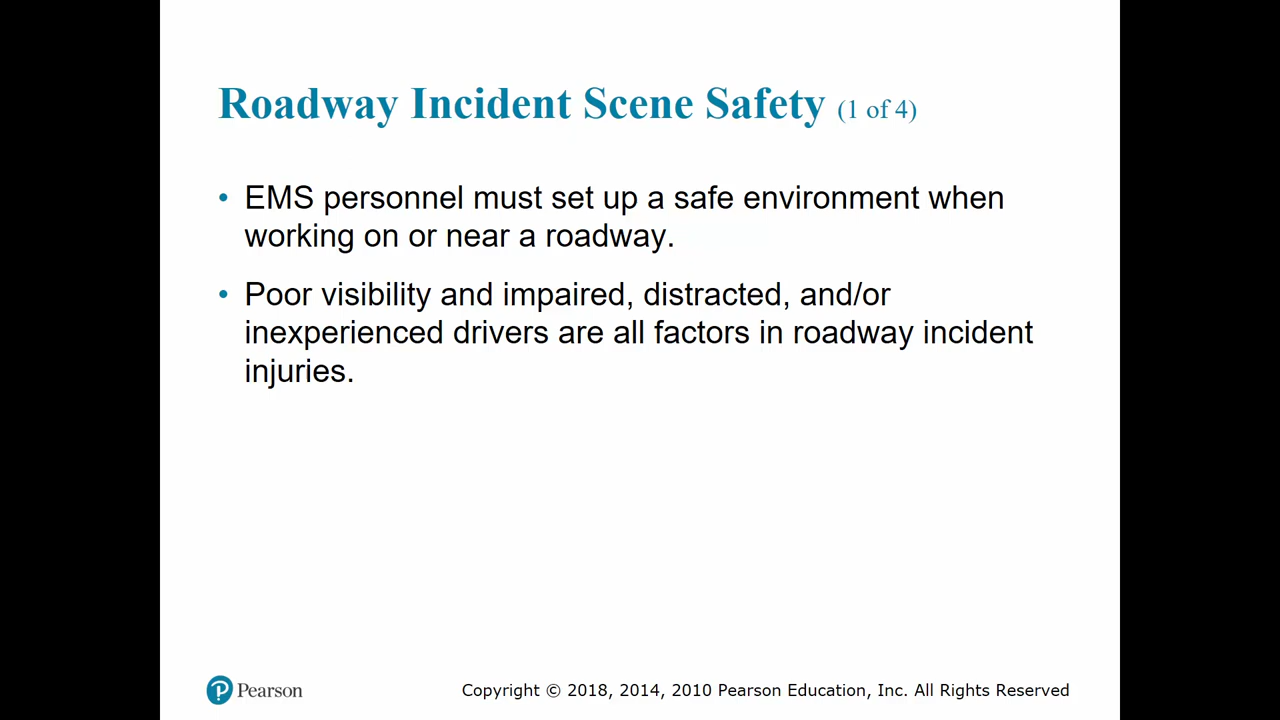 Roadway Incident Scene Safety (1 of 4)
• EMS personnel must set up a safe environment when
working on or near a roadway.
• Poor visibility and impaired, distracted, and/or
inexperienced drivers are all factors in roadway incident
injuries.
P Pearson
Copyright © 2018, 2014, 2010 Pearson Education, Inc. All Rights Reserved